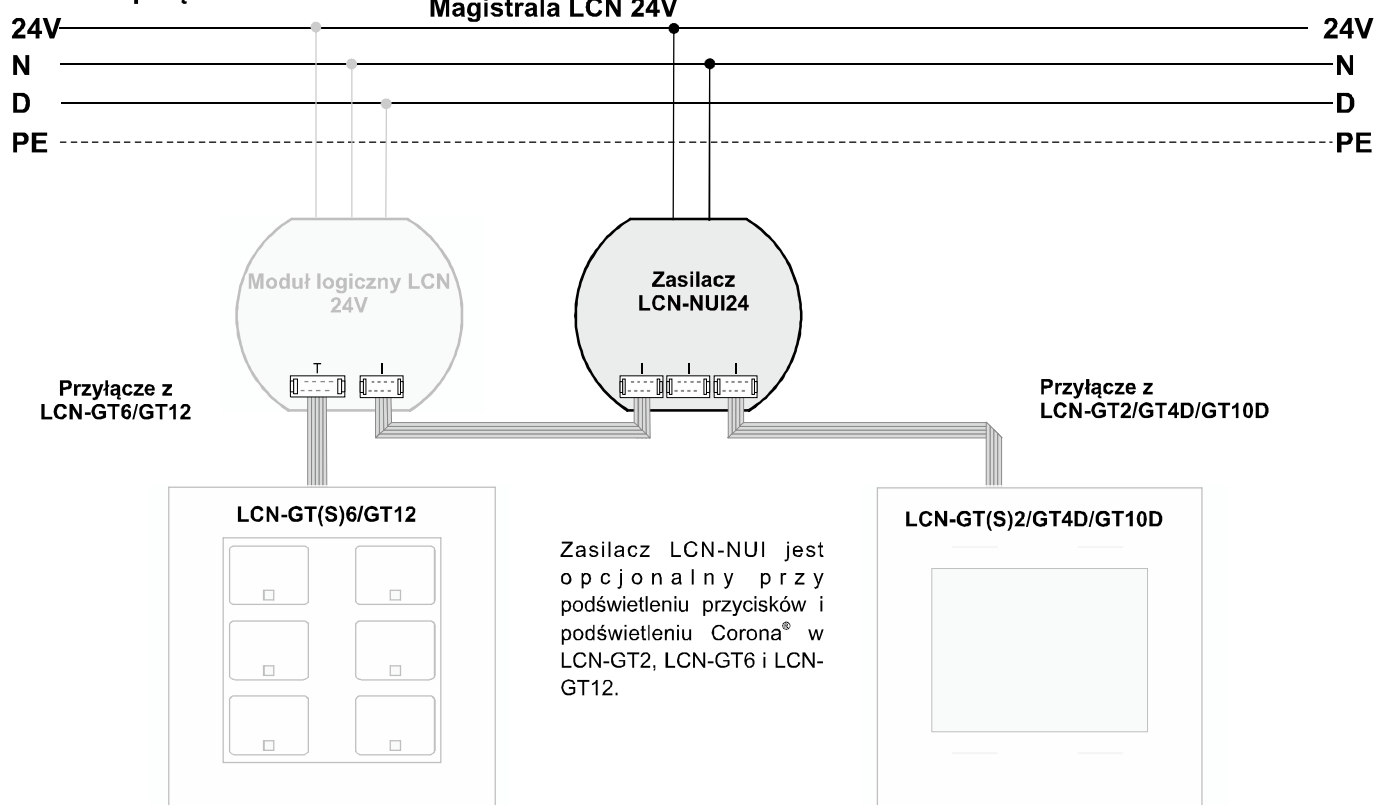 Magistrala LCN 24V
24V 24V
N N
D D
PE PE
Moduł logiczny LCN
24V
Zasilacz
LCN-NUI24
T I I I I
Przyłącze z
LCN-GT6/GT12
Przyłącze z
LCN-GT2/GT4D/GT10D
LCN-GT(S)6/GT12
LCN-GT(S)2/GT4D/GT10D
Zasilacz LCN-NUI jest
opcjonalny przy
podświetleniu przycisków i
podświetleniu Corona® w
LCN-GT2, LCN-GT6 i LCN-
GT12.